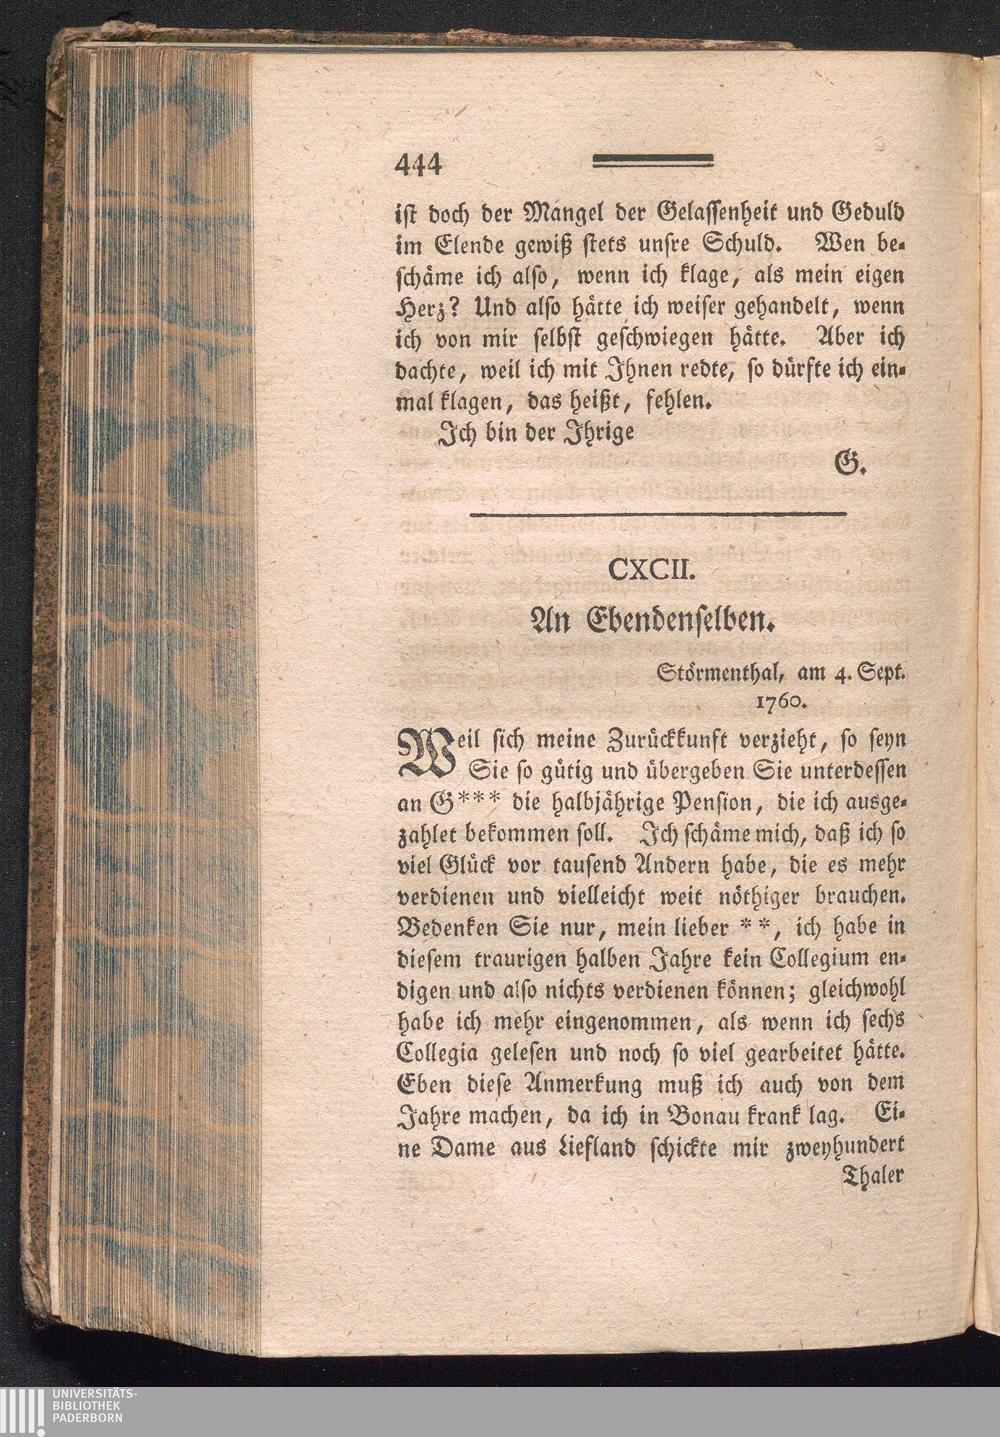 444
ist doch der Mangel der Gelassenheit und Geduld
im Elende gewiß stets unsre Schuld. Wen be-
schäme ich also, wenn ich klage, als mein eigen
Herz? Und also hätte ich weiser gehandelt, wenn
ich von mir selbst geschwiegen hätte. Aber ich
dachte, weil ich mit Ihnen redte, so dürfte ich ein-
mal klagen, das heißt, fehlen.
Ich bin der Ihrige
G.
CXCII.
An Ebendenselben.
Störmenthal, am 4. Sept.
1760.
Weil sich meine Zurückkunft verzieht, so seyn
Sie so gütig und übergeben Sie unterdessen
an G*** die halbjährige Pension, die ich ausge-
zahlet bekommen soll. Ich schäme mich, daß ich so
viel Glück vor tausend Andern habe, die es mehr
verdienen und vielleicht weit nöthiger brauchen.
Bedenken Sie nur, mein lieber **, ich habe in
diesem traurigen halben Jahre kein Collegium en-
digen und also nichts verdienen können; gleichwohl
habe ich mehr eingenommen, als wenn ich sechs
Collegia gelesen und noch so viel gearbeitet hätte.
Eben diese Anmerkung muß ich auch von dem
Jahre machen, da ich in Bonau krank lag. Ei-
ne Dame aus Liefland schickte mir zweyhundert
Thaler
UNIVERSITÄTS-
BIBLIOTHEK
PADERBORN